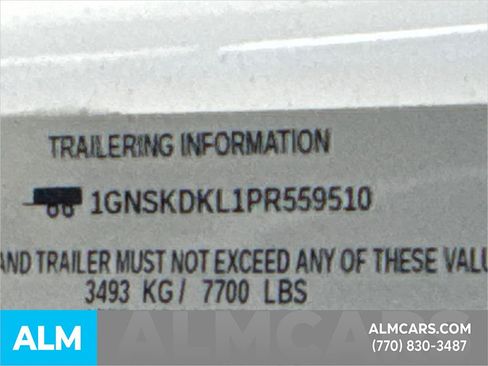 TRAILERING INFORMATION
1GNSKDKL1PR559510
AND TRAILER MUST NOT EXCEED ANY OF THESE VALU
3493 KG / 7700 LBS
ALM
ALMCARS
ALMCARS.COM
(770) 830-3487